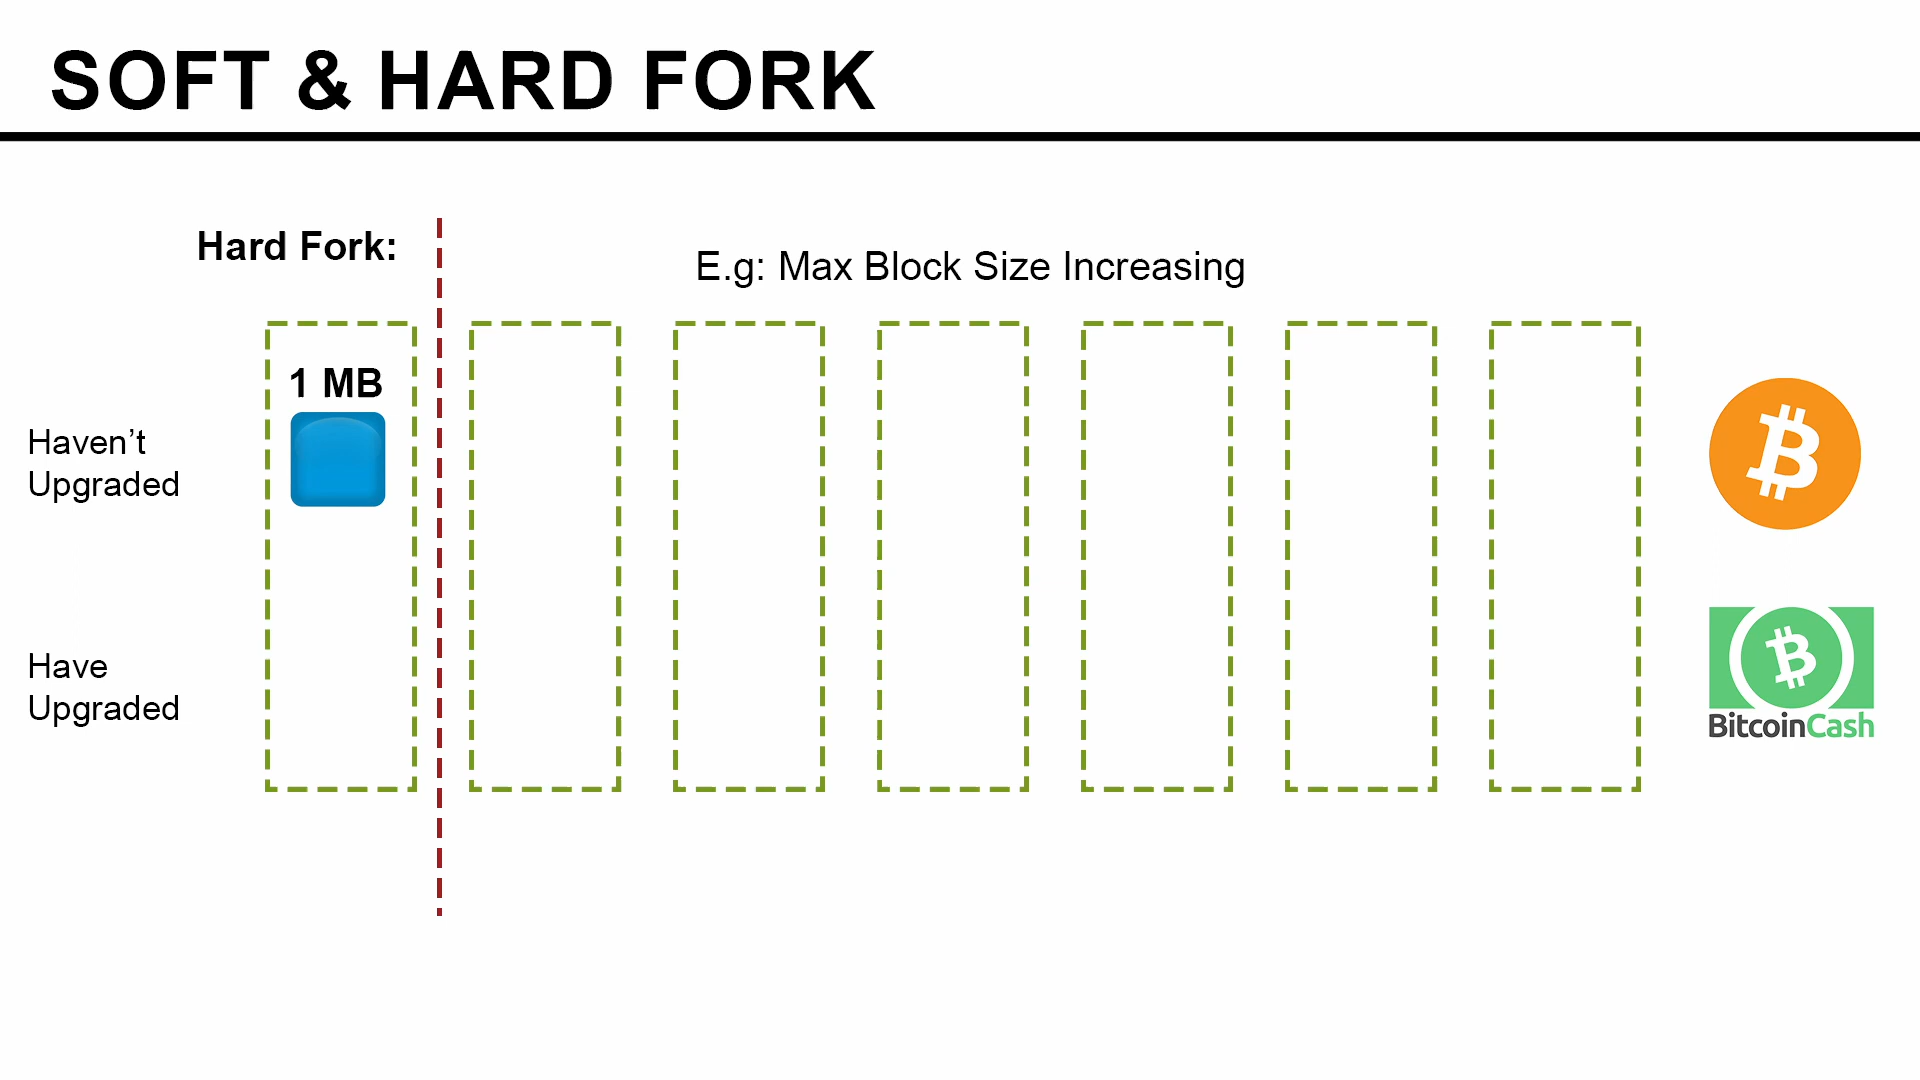 SOFT & HARD FORK
Hard Fork:
E.g: Max Block Size Increasing
1 MB
Haven’t
Upgraded
Have
Upgraded
BitcoinCash